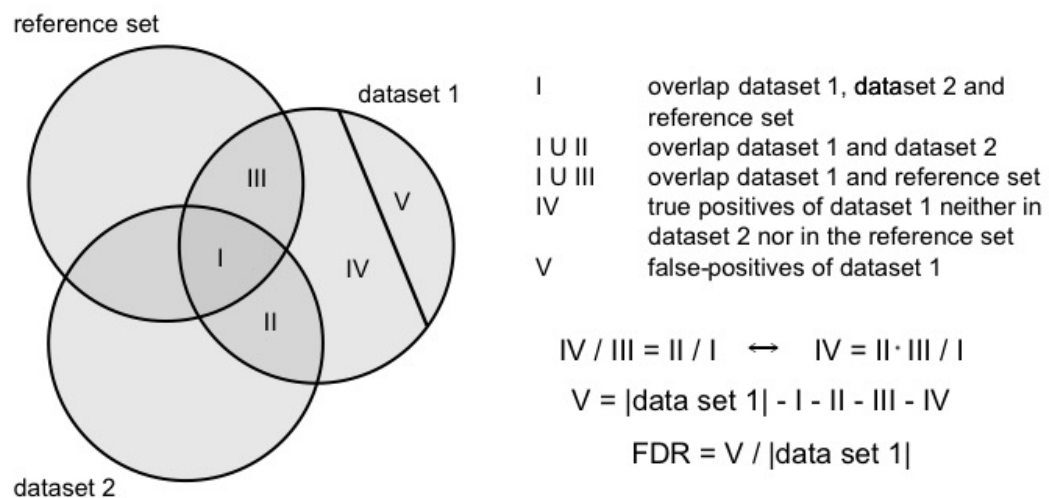 reference set
dataset 1
III
V
I
IV
II
dataset 2
I overlap dataset 1, dataset 2 and
reference set
I U II overlap dataset 1 and dataset 2
I U III overlap dataset 1 and reference set
IV true positives of dataset 1 neither in
dataset 2 nor in the reference set
V false-positives of dataset 1
IV / III = II / I ↔ IV = II · III / I
V = |data set 1| - I - II - III - IV
FDR = V / |data set 1|